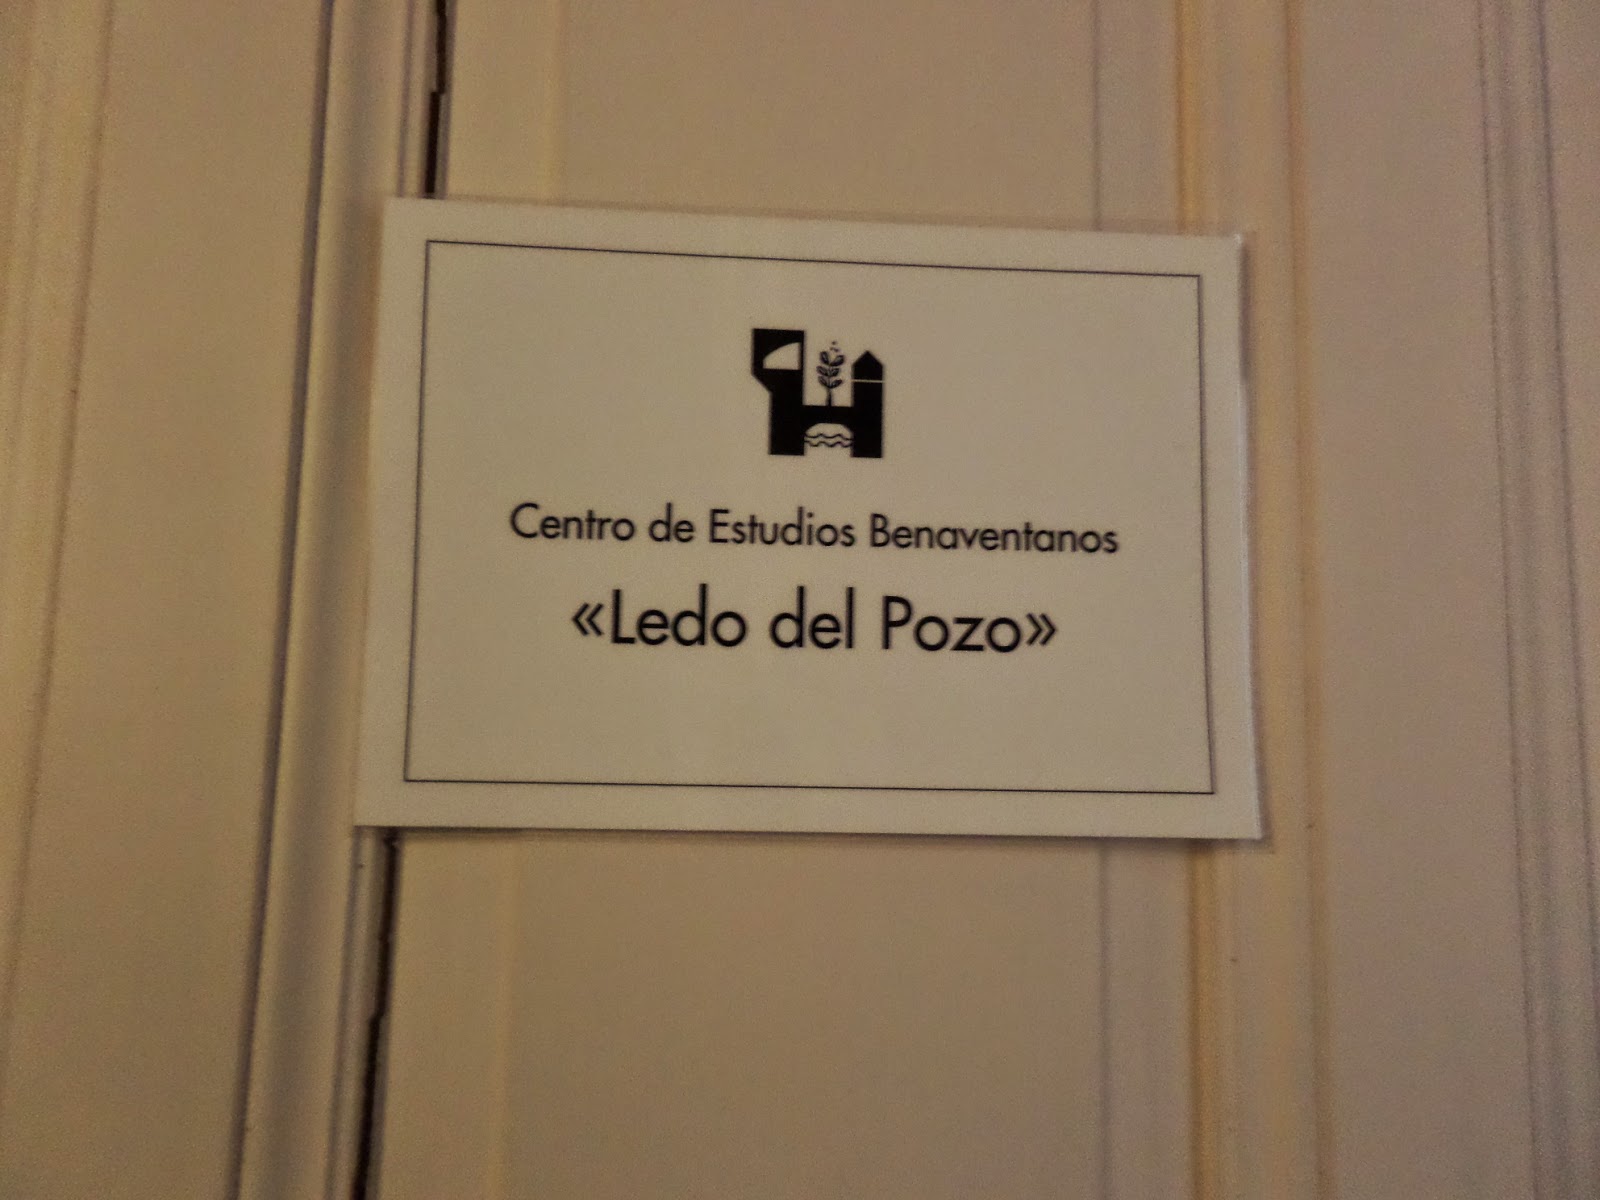 Centro de Estudios Benaventanos
«Ledo del Pozo»